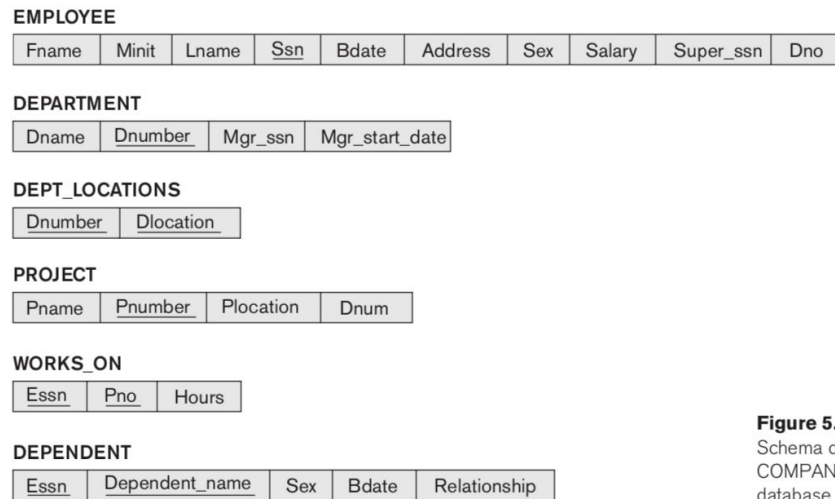 EMPLOYEE
Fname Minit Lname Ssn Bdate Address Sex Salary Super_ssn Dno
DEPARTMENT
Dname Dnumber Mgr_ssn Mgr_start_date
DEPT_LOCATIONS
Dnumber Dlocation
PROJECT
Pname Pnumber Plocation Dnum
WORKS_ON
Essn Pno Hours
DEPENDENT
Essn Dependent_name Sex Bdate Relationship
Figure 5.
Schema
COMPAN
database